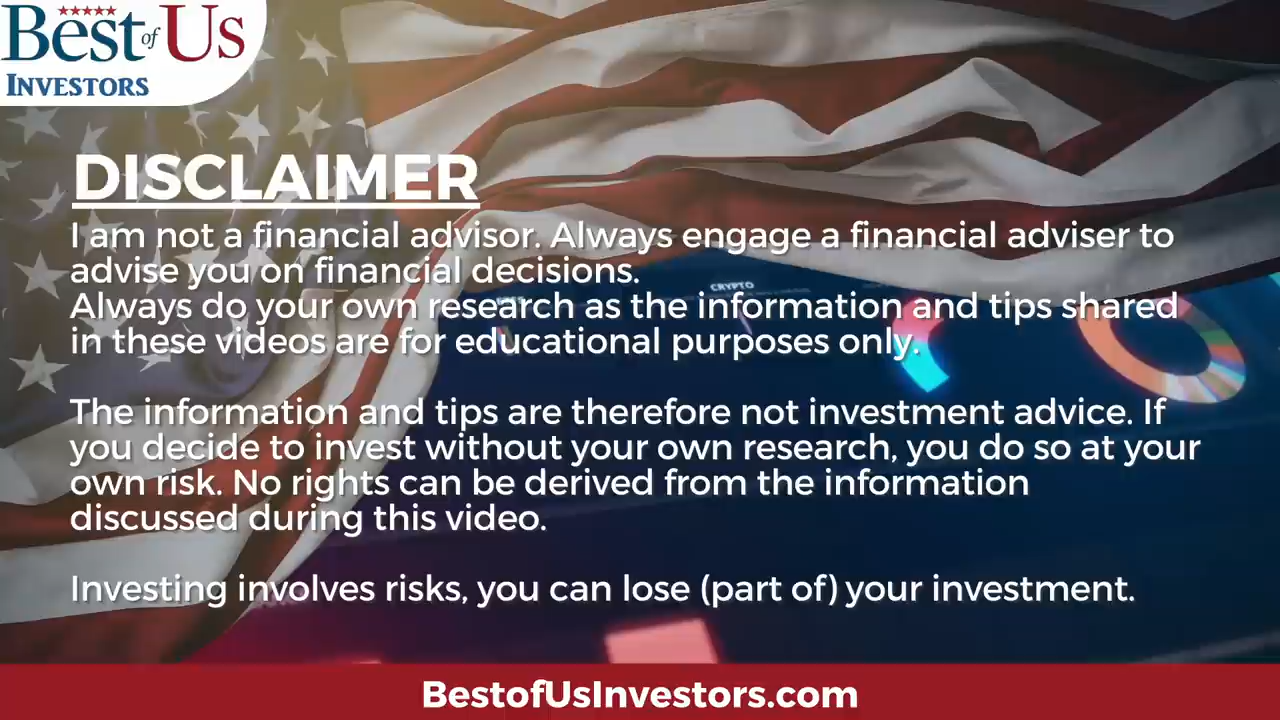 Best of Us
INVESTORS
DISCLAIMER
I am not a financial advisor. Always engage a financial adviser to
advise you on financial decisions.
CRYPTO
Always do your own research as the information and tips shared
in these videos are for educational purposes only.
The information and tips are therefore not investment advice. If
you decide to invest without your own research, you do so at your
own risk. No rights can be derived from the information
discussed during this video.
Investing involves risks, you can lose (part of) your investment.
BestofUsInvestors.com